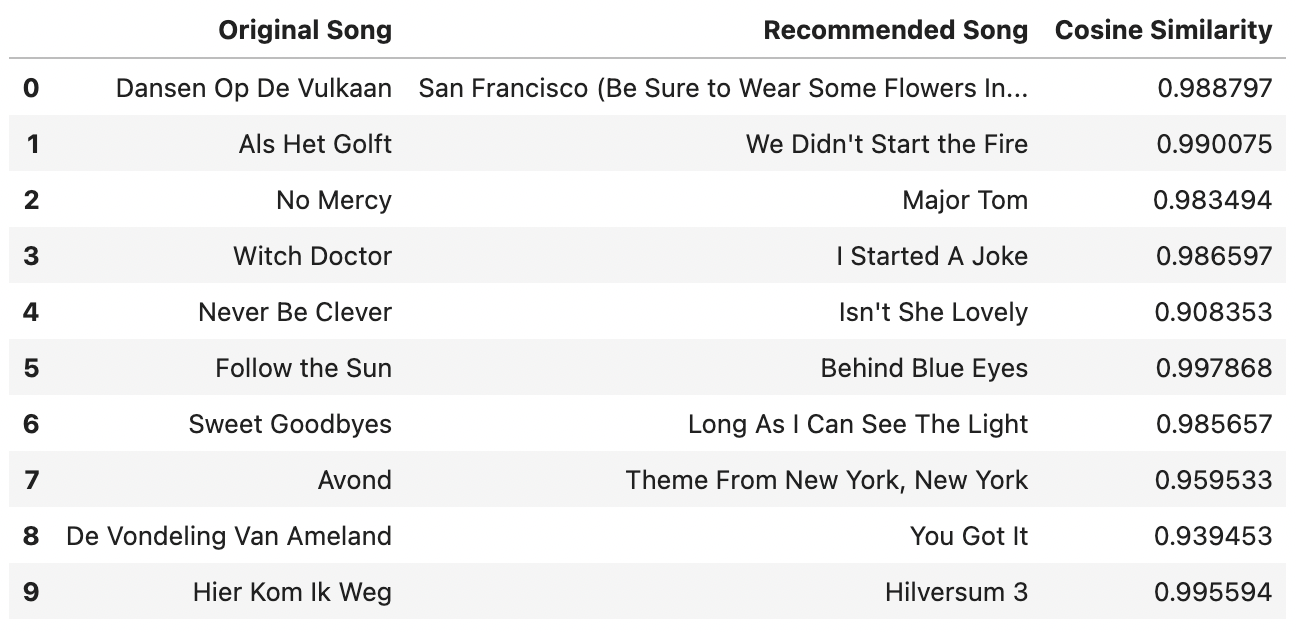 Original Song Recommended Song Cosine Similarity
0 Dansen Op De Vulkaan San Francisco (Be Sure to Wear Some Flowers In... 0.988797
1 Als Het Golft We Didn't Start the Fire 0.990075
2 No Mercy Major Tom 0.983494
3 Witch Doctor I Started A Joke 0.986597
4 Never Be Clever Isn't She Lovely 0.908353
5 Follow the Sun Behind Blue Eyes 0.997868
6 Sweet Goodbyes Long As I Can See The Light 0.985657
7 Avond Theme From New York, New York 0.959533
8 De Vondeling Van Ameland You Got It 0.939453
9 Hier Kom Ik Weg Hilversum 3 0.995594